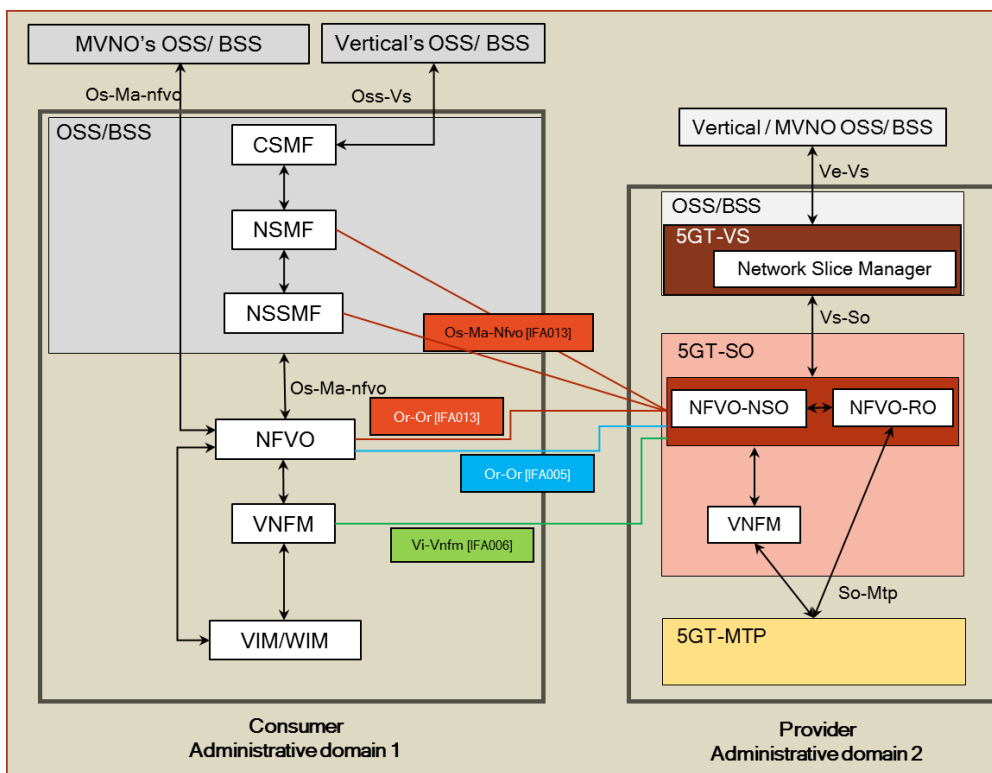 MVNO's OSS/ BSS
Vertical's OSS/ BSS
Os-Ma-nfvo
Oss-Vs
OSS/BSS
CSMF
NSMF
NSSMF
Os-Ma-nfvo
NFVO
VNFM
VIM/WIM
Os-Ma-Nfvo [IFA013]
Or-Or [IFA013]
Or-Or [IFA005]
Vi-Vnfm [IFA006]
Vertical / MVNO OSS/ BSS
Ve-Vs
OSS/BSS
5GT-VS
Network Slice Manager
Vs-So
5GT-SO
NFVO-NSO
NFVO-RO
VNFM
So-Mtp
5GT-MTP
Consumer
Administrative domain 1
Provider
Administrative domain 2